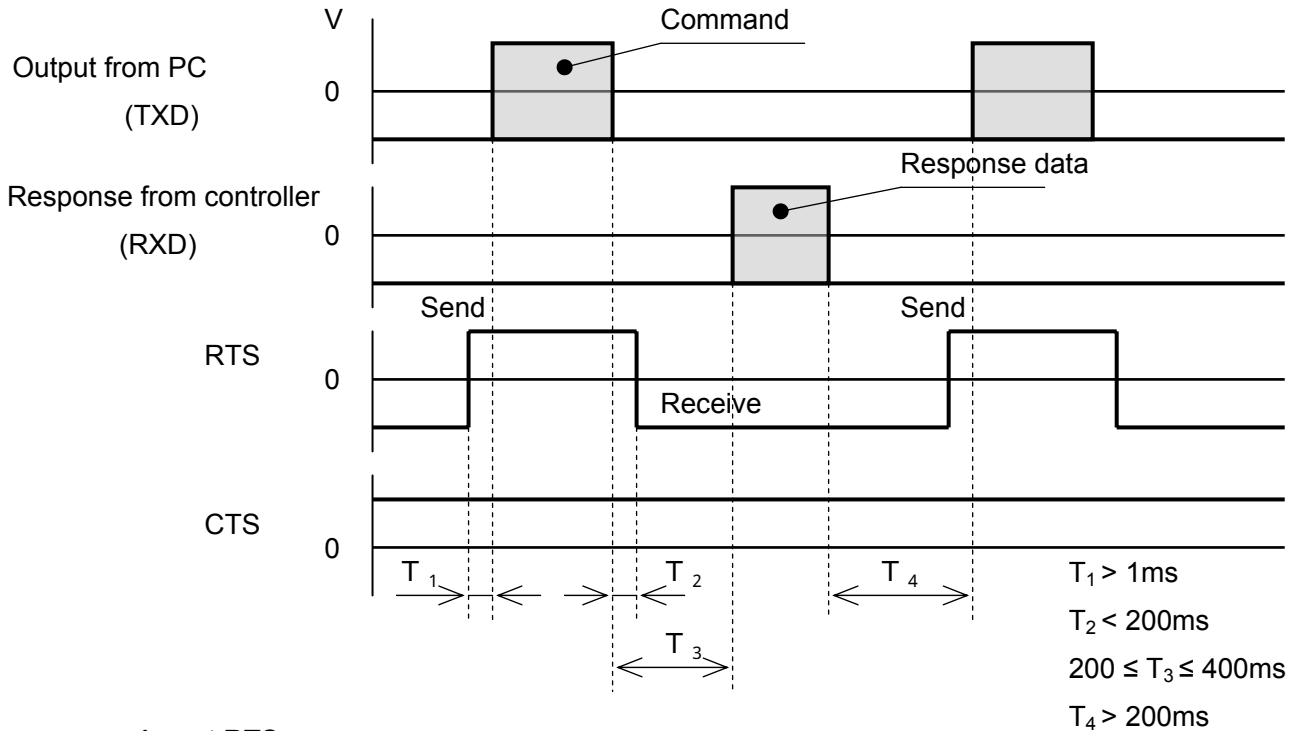 V
Command
Output from PC
(TXD)
0
Response data
Response from controller
(RXD)
0
Send
Send
RTS
0
Receive
CTS
0
T 1
T 2
T 4
T 3
T1 > 1ms
T2 < 200ms
200 ≤ T3 ≤ 400ms
T4 > 200ms